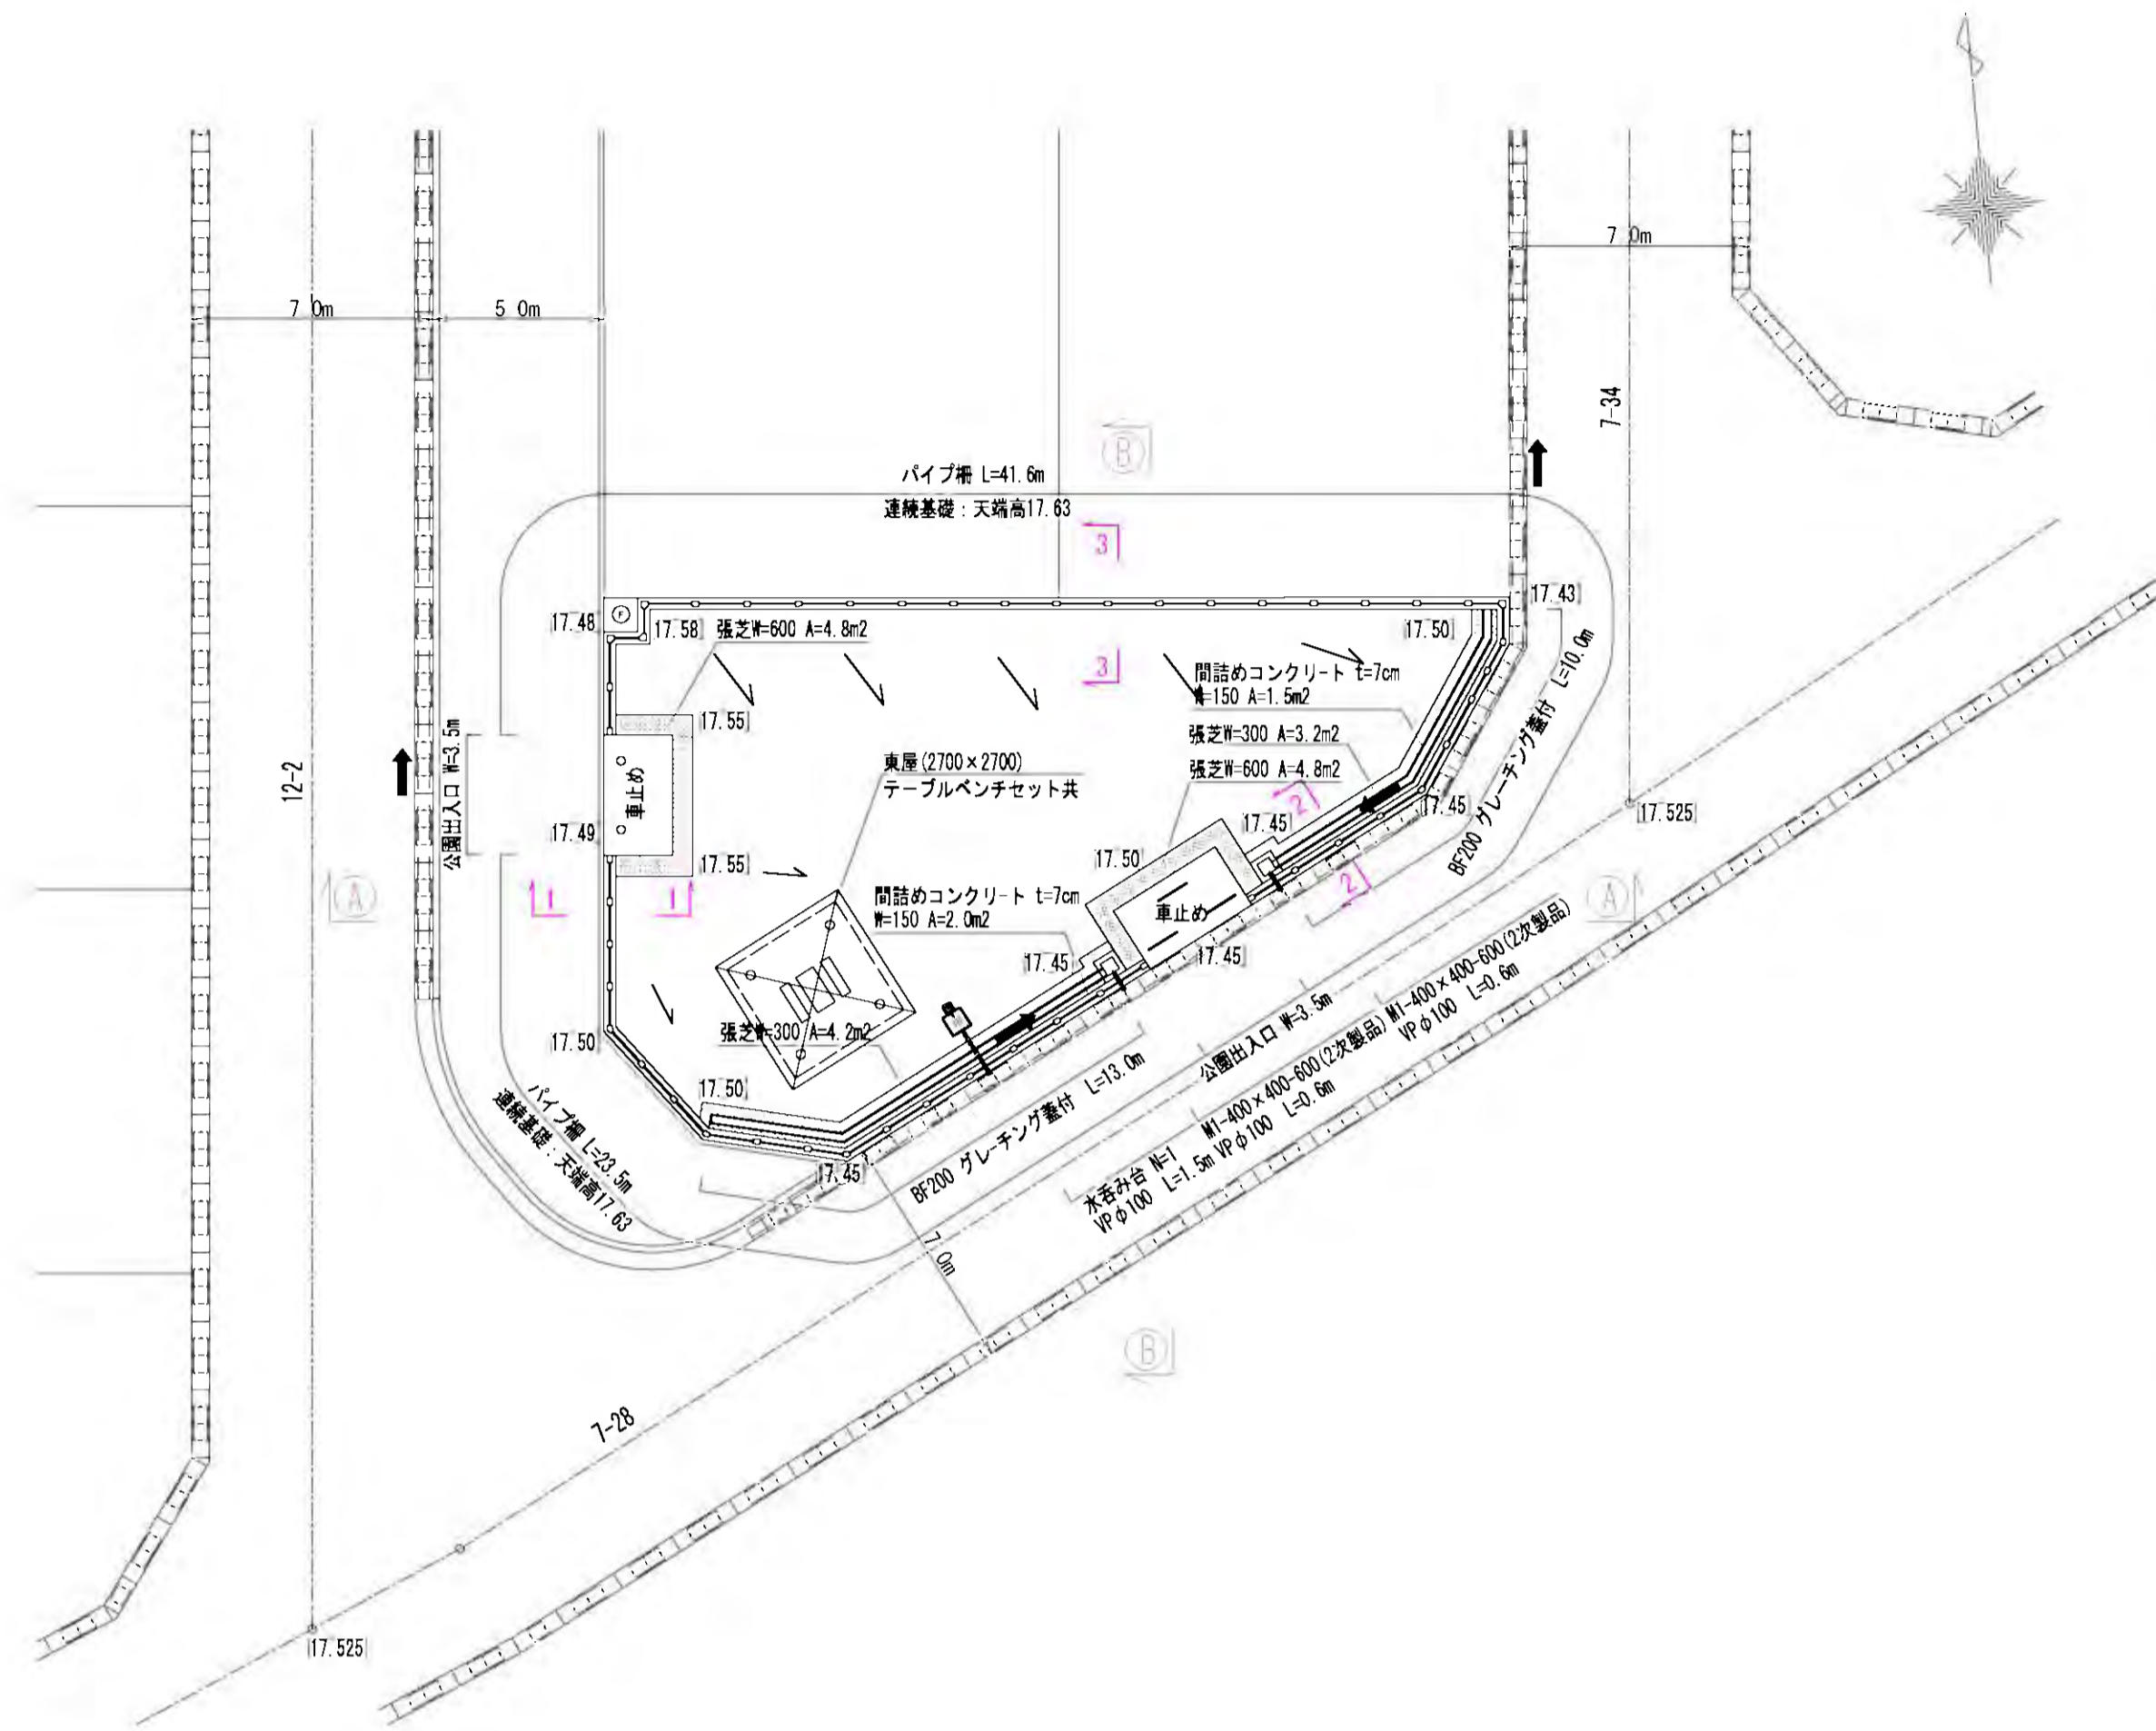 7.0m
7.0m
5.0m
7-34
B
パイプ柵 L=41.6m
連続基礎：天端高17.63
3
17.43
17.48
F
17.58
張芝W=600 A=4.8m2
17.50
3
間詰めコンクリート t=7cm
W=150 A=1.5m2
BF200 グレーチング蓋付 L=10.0m
17.55
張芝W=300 A=3.2m2
公園出入口 W=3.5m
12-2
車止め
東屋(2700×2700)
テーブルベンチセット共
張芝W=600 A=4.8m2
2
17.45
17.525
17.49
17.45
17.55
17.50
2
A
1
1
間詰めコンクリート t=7cm
W=150 A=2.0m2
車止め
A
17.45
17.45
17.50
張芝W=300 A=4.2m2
公園出入口 W=3.5m
M1-400×400-600(2次製品)
VPφ100 L=0.6m
M1-400×400-600(2次製品)
VPφ100 L=0.6m
17.50
BF200 グレーチング蓋付 L=13.0m
水呑み台 N=1
VPφ100 L=1.5m
パイプ柵 L=23.5m
連続基礎：天端高17.63
17.45
7.0m
B
7-28
17.525